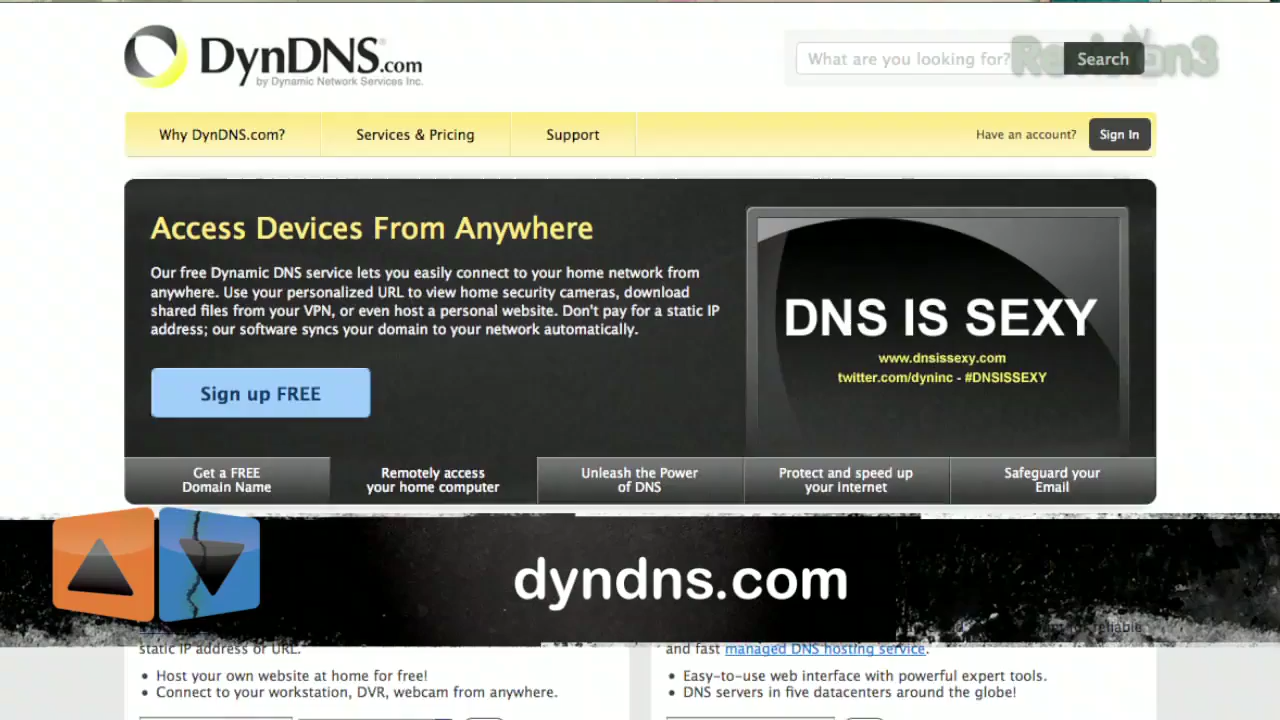 DynDNS.com
by Dynamic Network Services Inc.
What are you looking for?
Search
Revision3
Why DynDNS.com?
Services & Pricing
Support
Have an account?
Sign In
Access Devices From Anywhere
Our free Dynamic DNS service lets you easily connect to your home network from
anywhere. Use your personalized URL to view home security cameras, download
shared files from your VPN, or even host a personal website. Don't pay for a static IP
address; our software syncs your domain to your network automatically.
Sign up FREE
DNS IS SEXY
www.dnsissexy.com
twitter.com/dyninc - #DNSISSEXY
Get a FREE
Domain Name
Remotely access
your home computer
Unleash the Power
of DNS
Protect and speed up
your Internet
Safeguard your
Email
dyndns.com
static IP address or URL.
• Host your own website at home for free!
• Connect to your workstation, DVR, webcam from anywhere.
reliable
and fast managed DNS hosting service.
• Easy-to-use web interface with powerful expert tools.
• DNS servers in five datacenters around the globe!